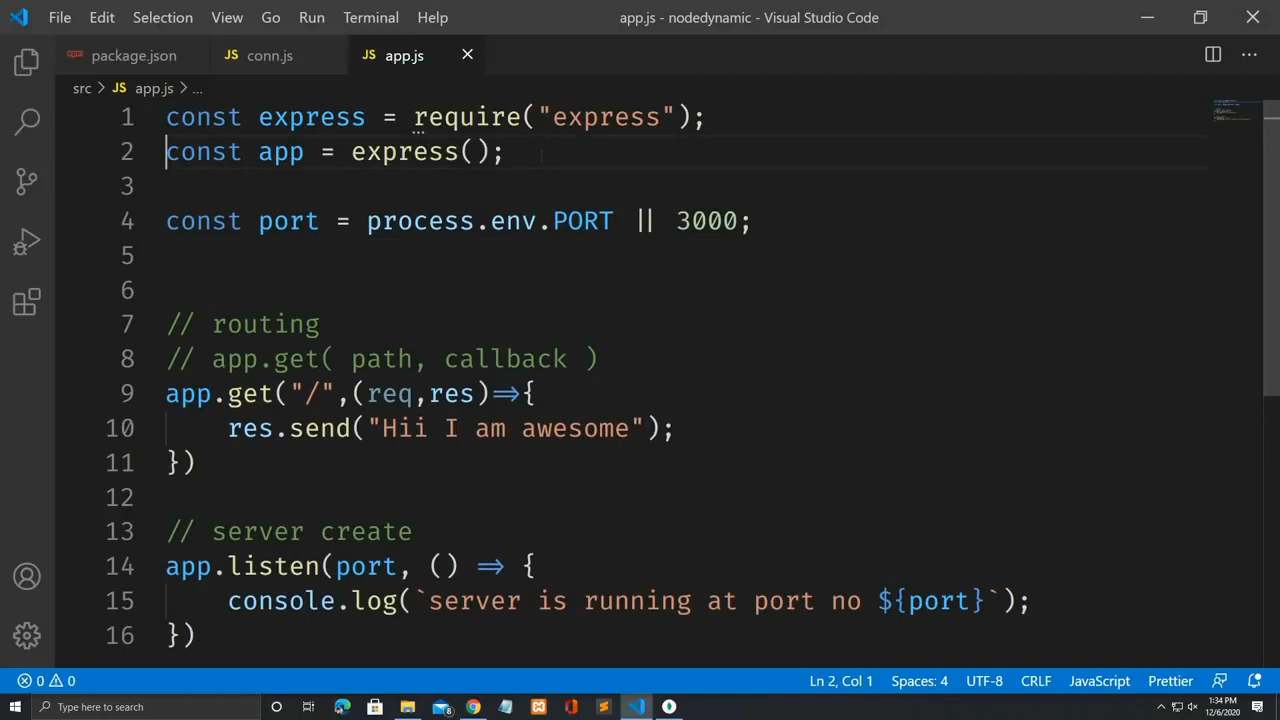 File Edit Selection View Go Run Terminal Help app.js - nodedynamic - Visual Studio Code
package.json JS conn.js JS app.js
src > JS app.js > ...
1 const express = require("express");
2 const app = express();
3
4 const port = process.env.PORT || 3000;
5
6
7 // routing
8 // app.get( path, callback )
9 app.get("/",(req,res)=>{
10 res.send("Hii I am awesome");
11 })
12
13 // server create
14 app.listen(port, () => {
15 console.log(`server is running at port no ${port}`);
16 })
0 0 Ln 2, Col 1 Spaces: 4 UTF-8 CRLF JavaScript Prettier
Type here to search 1:34 PM
12/6/2020